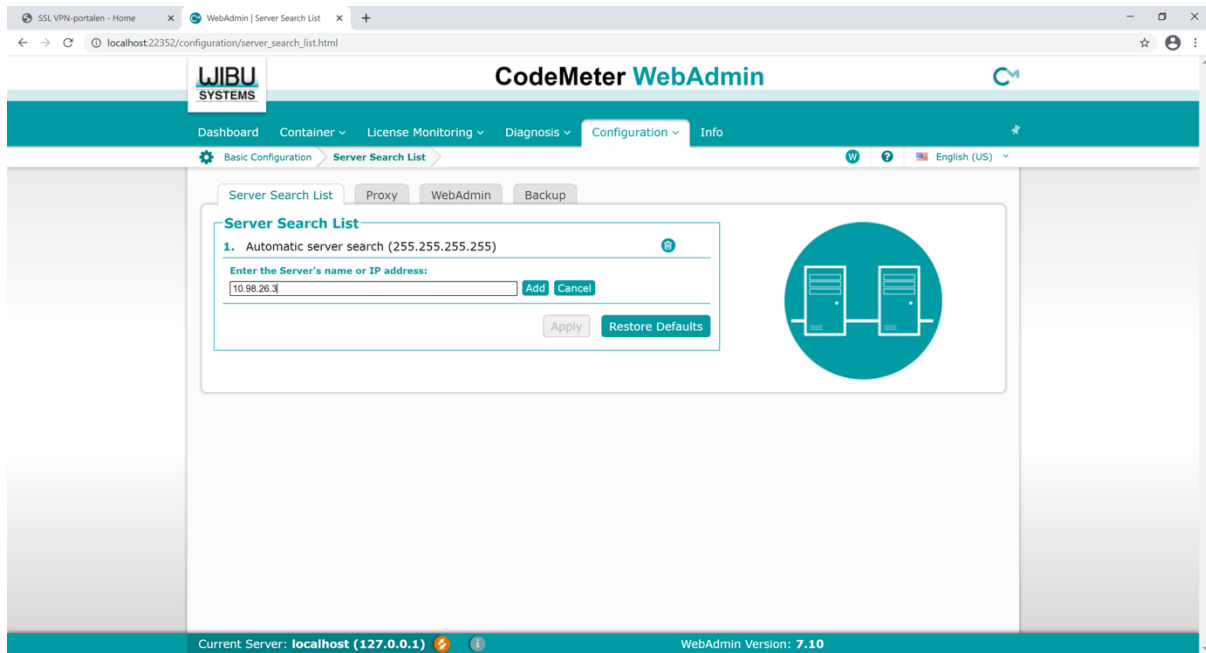 SSL VPN-portalen - Home
WebAdmin | Server Search List
localhost:22352/configuration/server_search_list.html
WIBU
SYSTEMS
CodeMeter WebAdmin
CM
Dashboard Container License Monitoring Diagnosis Configuration Info
Basic Configuration Server Search List W ? English (US)
Server Search List Proxy WebAdmin Backup
Server Search List
1. Automatic server search (255.255.255.255)
Enter the Server's name or IP address:
10.98.26.3 Add Cancel
Apply Restore Defaults
Current Server: localhost (127.0.0.1) i WebAdmin Version: 7.10